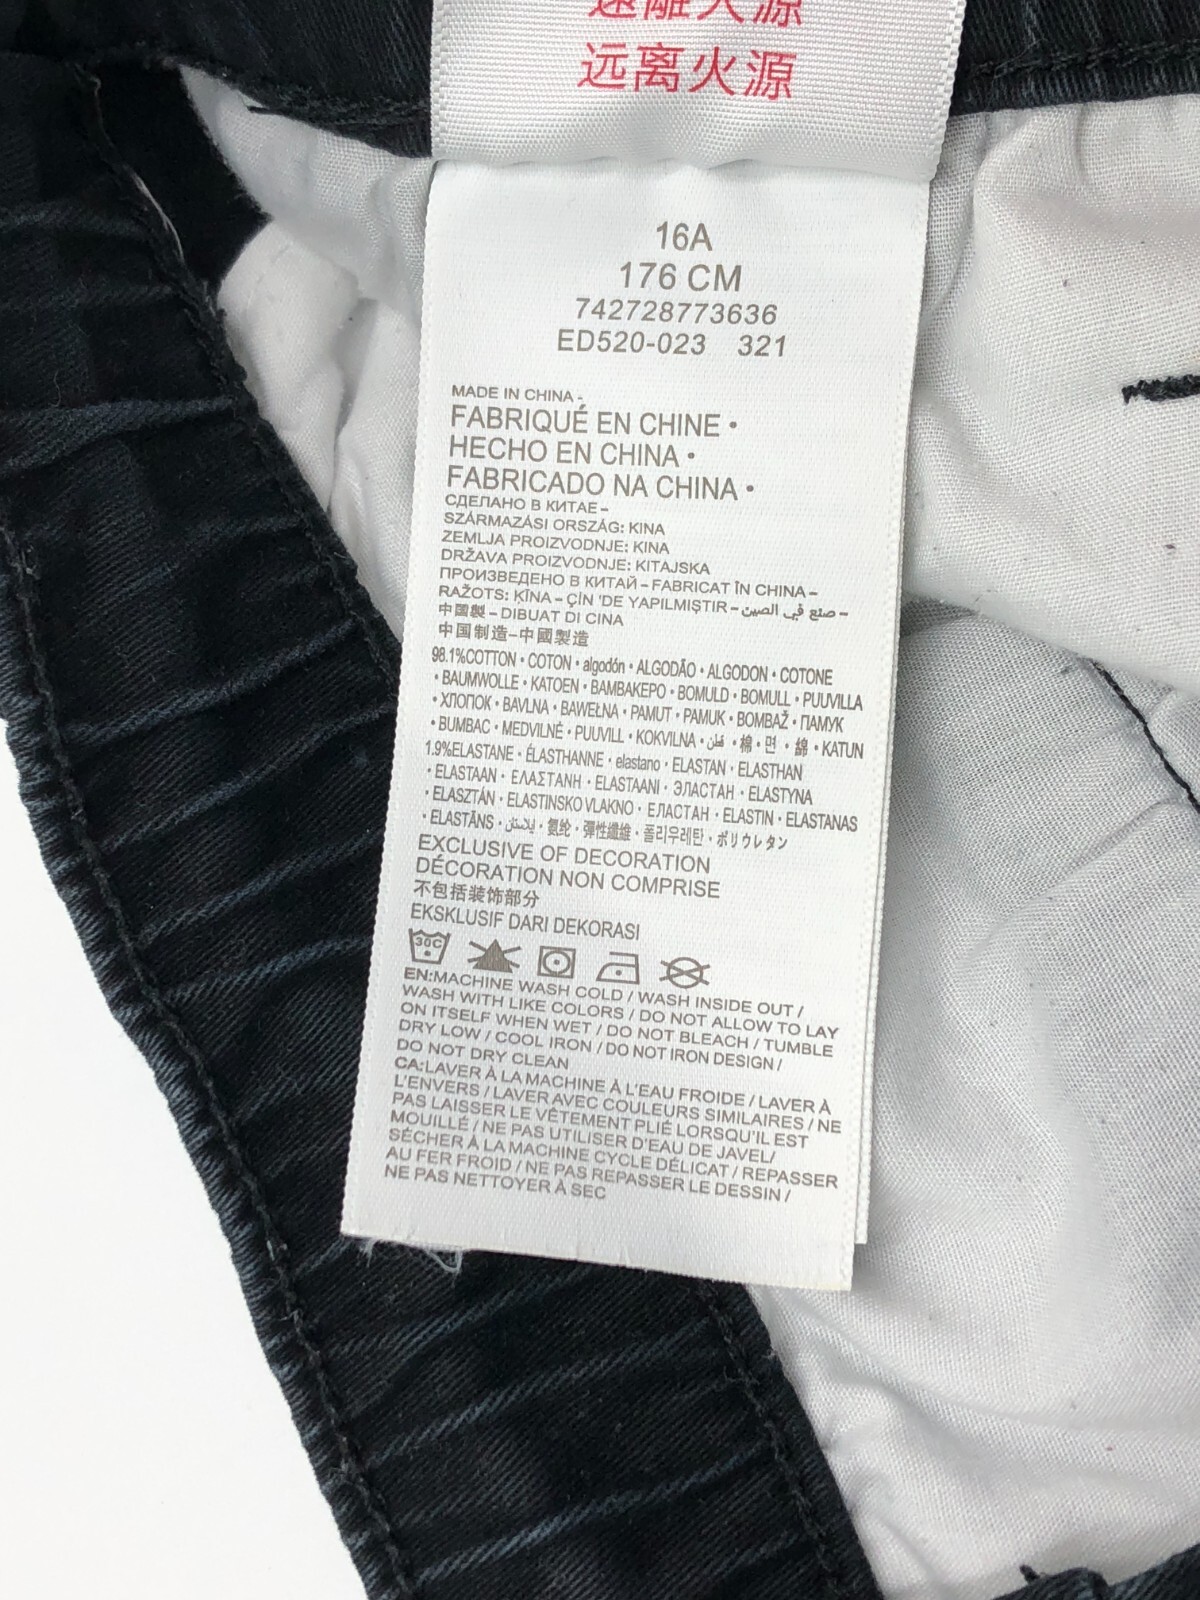 遠離火源
远离火源
16A
176 CM
742728773636
ED520-023 321
MADE IN CHINA -
FABRIQUÉ EN CHINE •
HECHO EN CHINA •
FABRICADO NA CHINA •
СДЕЛАНО В КИТАЕ –
SZÁRMAZÁSI ORSZÁG: KINA
ZEMLJA PROIZVODNJE: KINA
DRŽAVA PROIZVODNJE: KITAJSKA
ПРОИЗВЕДЕНО В КИТАЙ – FABRICAT ÎN CHINA –
RAŽOTS: ĶĪNA – ÇİN 'DE YAPILMIŞTIR – صنع في الصين –
中国製 – DIBUAT DI CINA
中国制造–中國製造
98.1%COTTON • COTON • algodón • ALGODÃO • ALGODON • COTONE
• BAUMWOLLE • KATOEN • ΒΑΜΒΑΚΕΡΟ • BOMULD • BOMULL • PUUVILLA
• ХЛОПОК • BAVLNA • BAWEŁNA • PAMUT • PAMUK • BOMBAŽ • ПАМУК
• BUMBAC • MEDVILNĖ • PUUVILL • KOKVILNA • قطن • 棉 • 면 • 綿 • KATUN
1.9%ELASTANE • ÉLASTHANNE • elastano • ELASTAN • ELASTHAN
• ELASTAAN • ΕΛΑΣΤΑΝΗ • ELASTAANI • ЭЛАСТАН • ELASTYNA
• ELASZTÁN • ELASTINSKO VLAKNO • ЕЛАСТАН • ELASTIN • ELASTANAS
• ELASTĀNS • إيلاستان • 氨纶 • 彈性纖維 • 폴리우레탄 • ポリウレタン
EXCLUSIVE OF DECORATION
DÉCORATION NON COMPRISE
不包括装饰部分
EKSKLUSIF DARI DEKORASI
30C
EN:MACHINE WASH COLD / WASH INSIDE OUT /
WASH WITH LIKE COLORS / DO NOT ALLOW TO LAY
ON ITSELF WHEN WET / DO NOT BLEACH / TUMBLE
DRY LOW / COOL IRON / DO NOT IRON DESIGN /
DO NOT DRY CLEAN
CA:LAVER À LA MACHINE À L'EAU FROIDE / LAVER À
L'ENVERS / LAVER AVEC COULEURS SIMILAIRES / NE
PAS LAISSER LE VÊTEMENT PLIÉ LORSQU'IL EST
MOUILLÉ / NE PAS UTILISER D'EAU DE JAVEL/
SÉCHER À LA MACHINE CYCLE DÉLICAT / REPASSER
AU FER FROID / NE PAS REPASSER LE DESSIN /
NE PAS NETTOYER À SEC